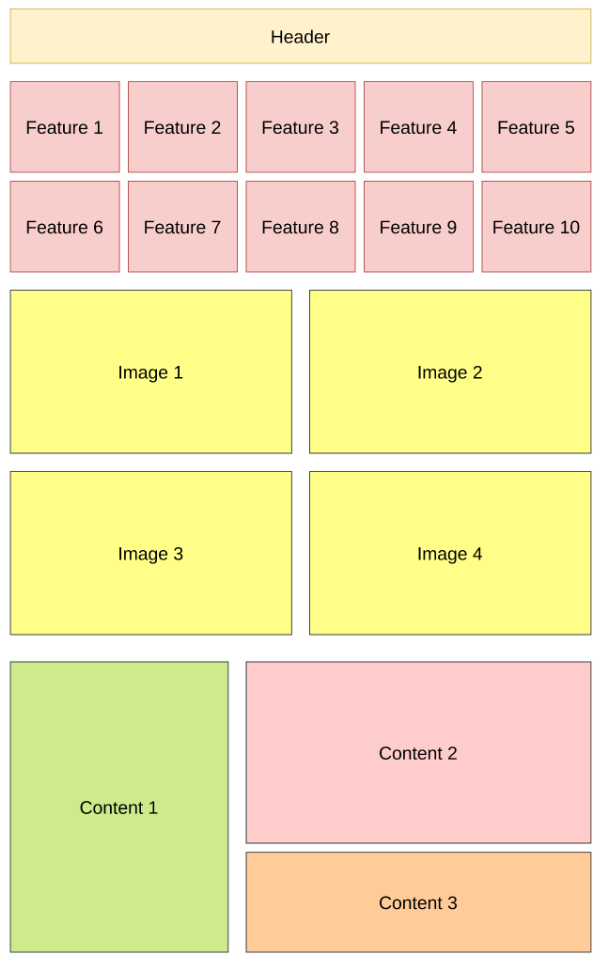 Header
Feature 1
Feature 2
Feature 3
Feature 4
Feature 5
Feature 6
Feature 7
Feature 8
Feature 9
Feature 10
Image 1
Image 2
Image 3
Image 4
Content 1
Content 2
Content 3